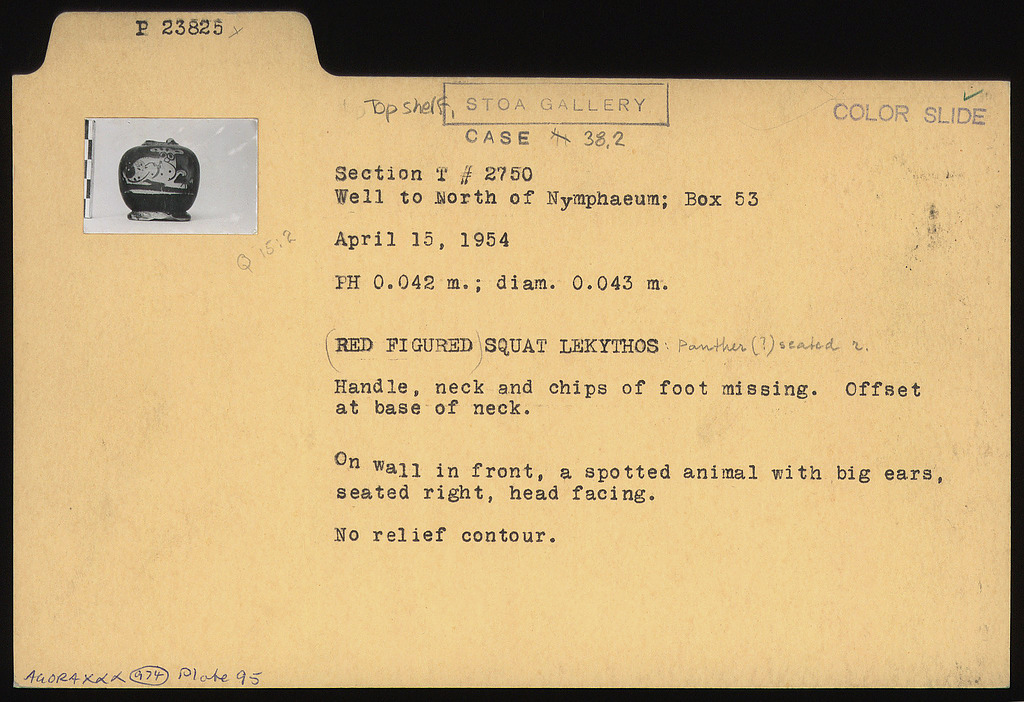 P 23825 x
Top shelf, STOA GALLERY
COLOR SLIDE
CASE 38,2
Section T # 2750
Well to North of Nymphaeum; Box 53
April 15, 1954
Q 15:2
PH 0.042 m.; diam. 0.043 m.
(RED FIGURED) SQUAT LEKYTHOS: Panther (?) seated r.
Handle, neck and chips of foot missing. Offset
at base of neck.
On wall in front, a spotted animal with big ears,
seated right, head facing.
No relief contour.
AGORA XXX 974 Plate 95